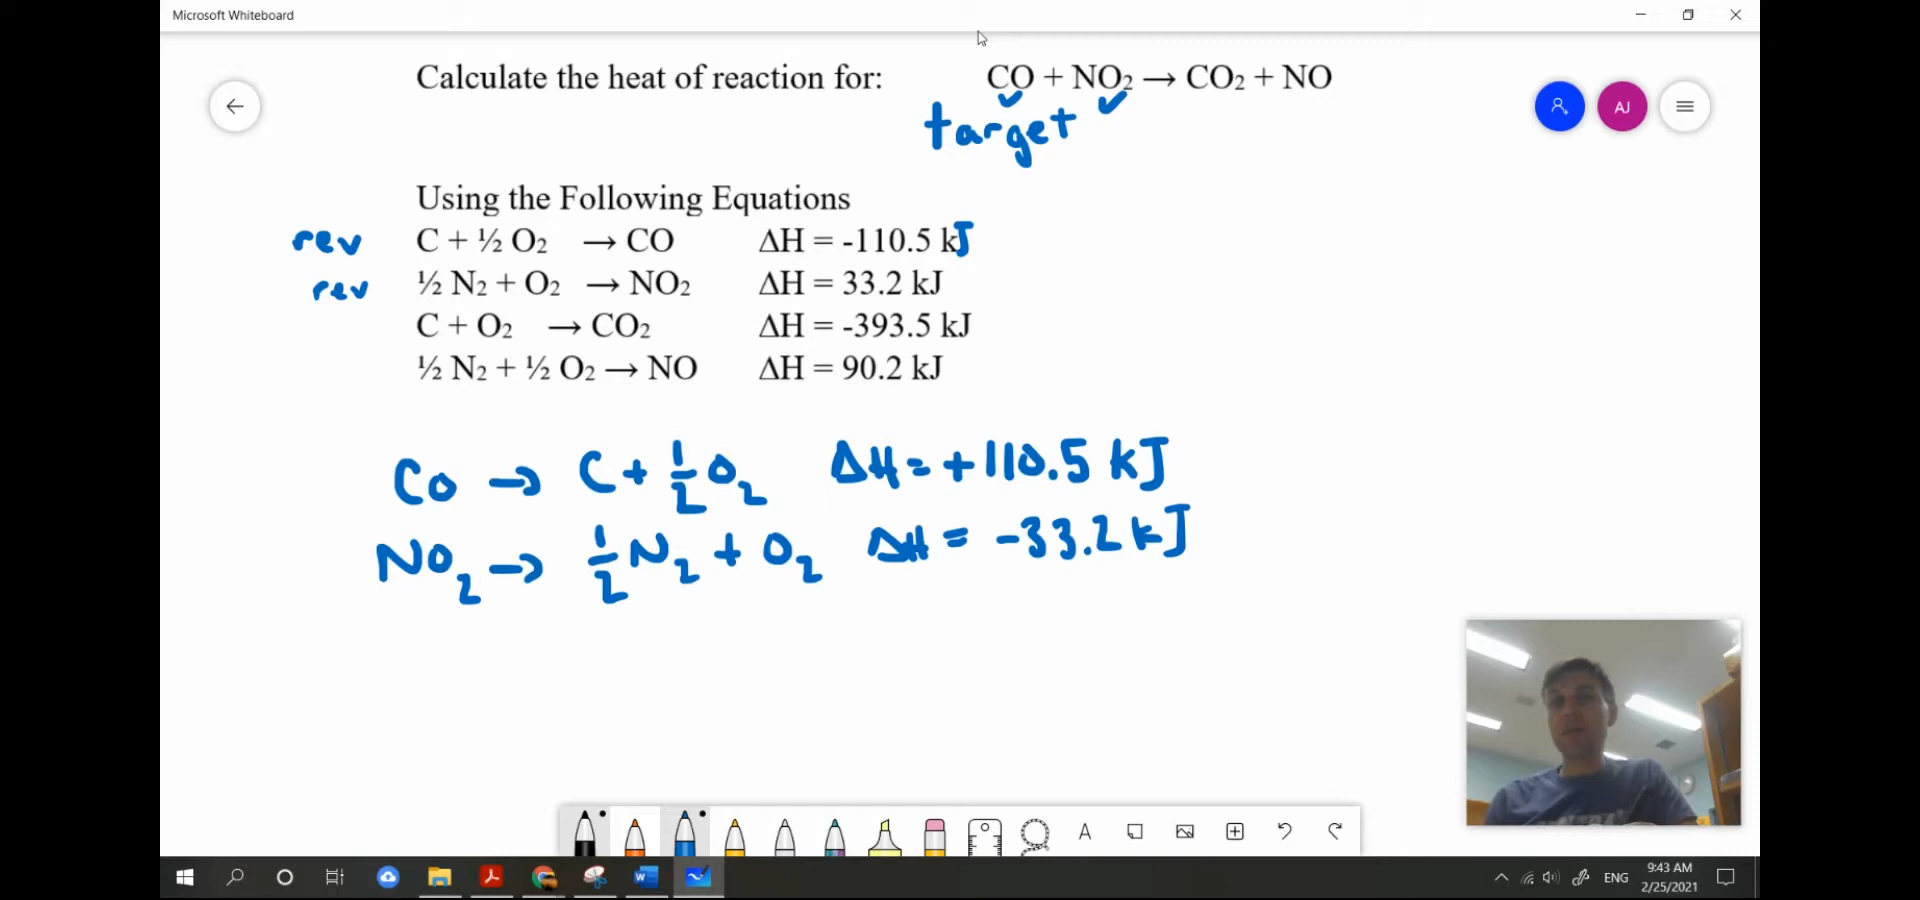 Microsoft Whiteboard
Calculate the heat of reaction for: CO + NO₂ → CO₂ + NO
target
AJ
Using the Following Equations
rev C + ½ O₂ → CO ΔH = -110.5 kJ
rev ½ N₂ + O₂ → NO₂ ΔH = 33.2 kJ
C + O₂ → CO₂ ΔH = -393.5 kJ
½ N₂ + ½ O₂ → NO ΔH = 90.2 kJ
CO → C + ½ O₂ ΔH = +110.5 kJ
NO₂ → ½ N₂ + O₂ ΔH = -33.2 kJ
A
W
ENG
9:43 AM
2/25/2021